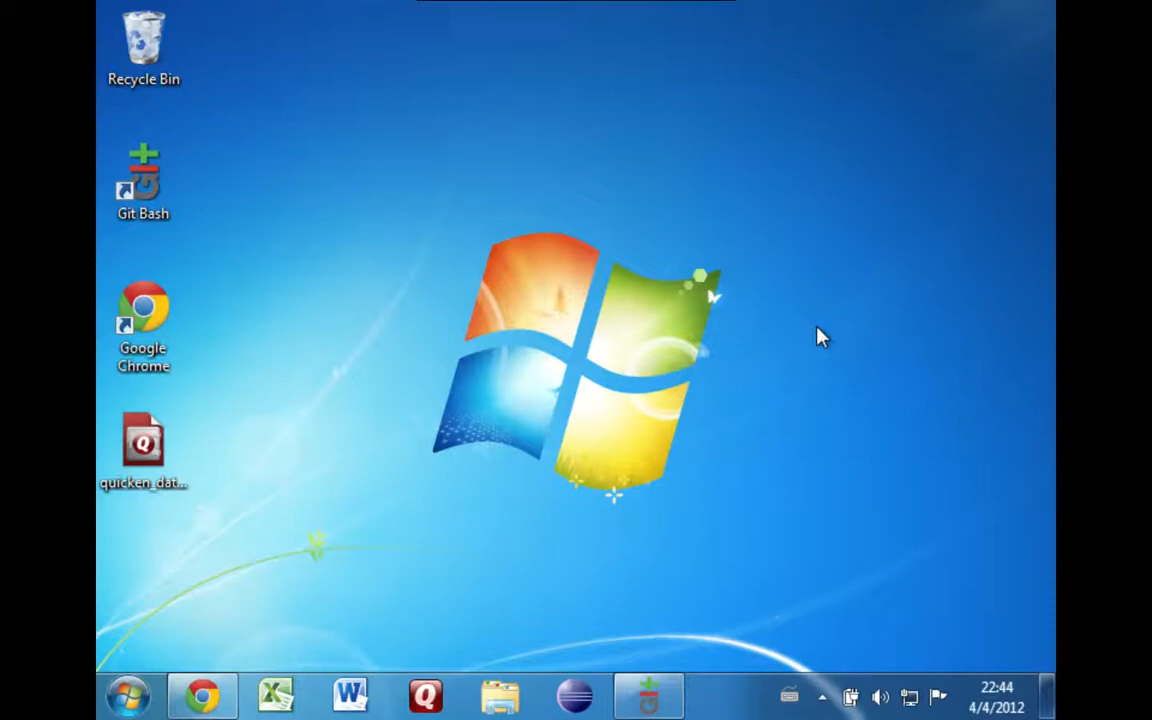 Recycle Bin
Git Bash
Google
Chrome
quicken_dat...
22:44
4/4/2012